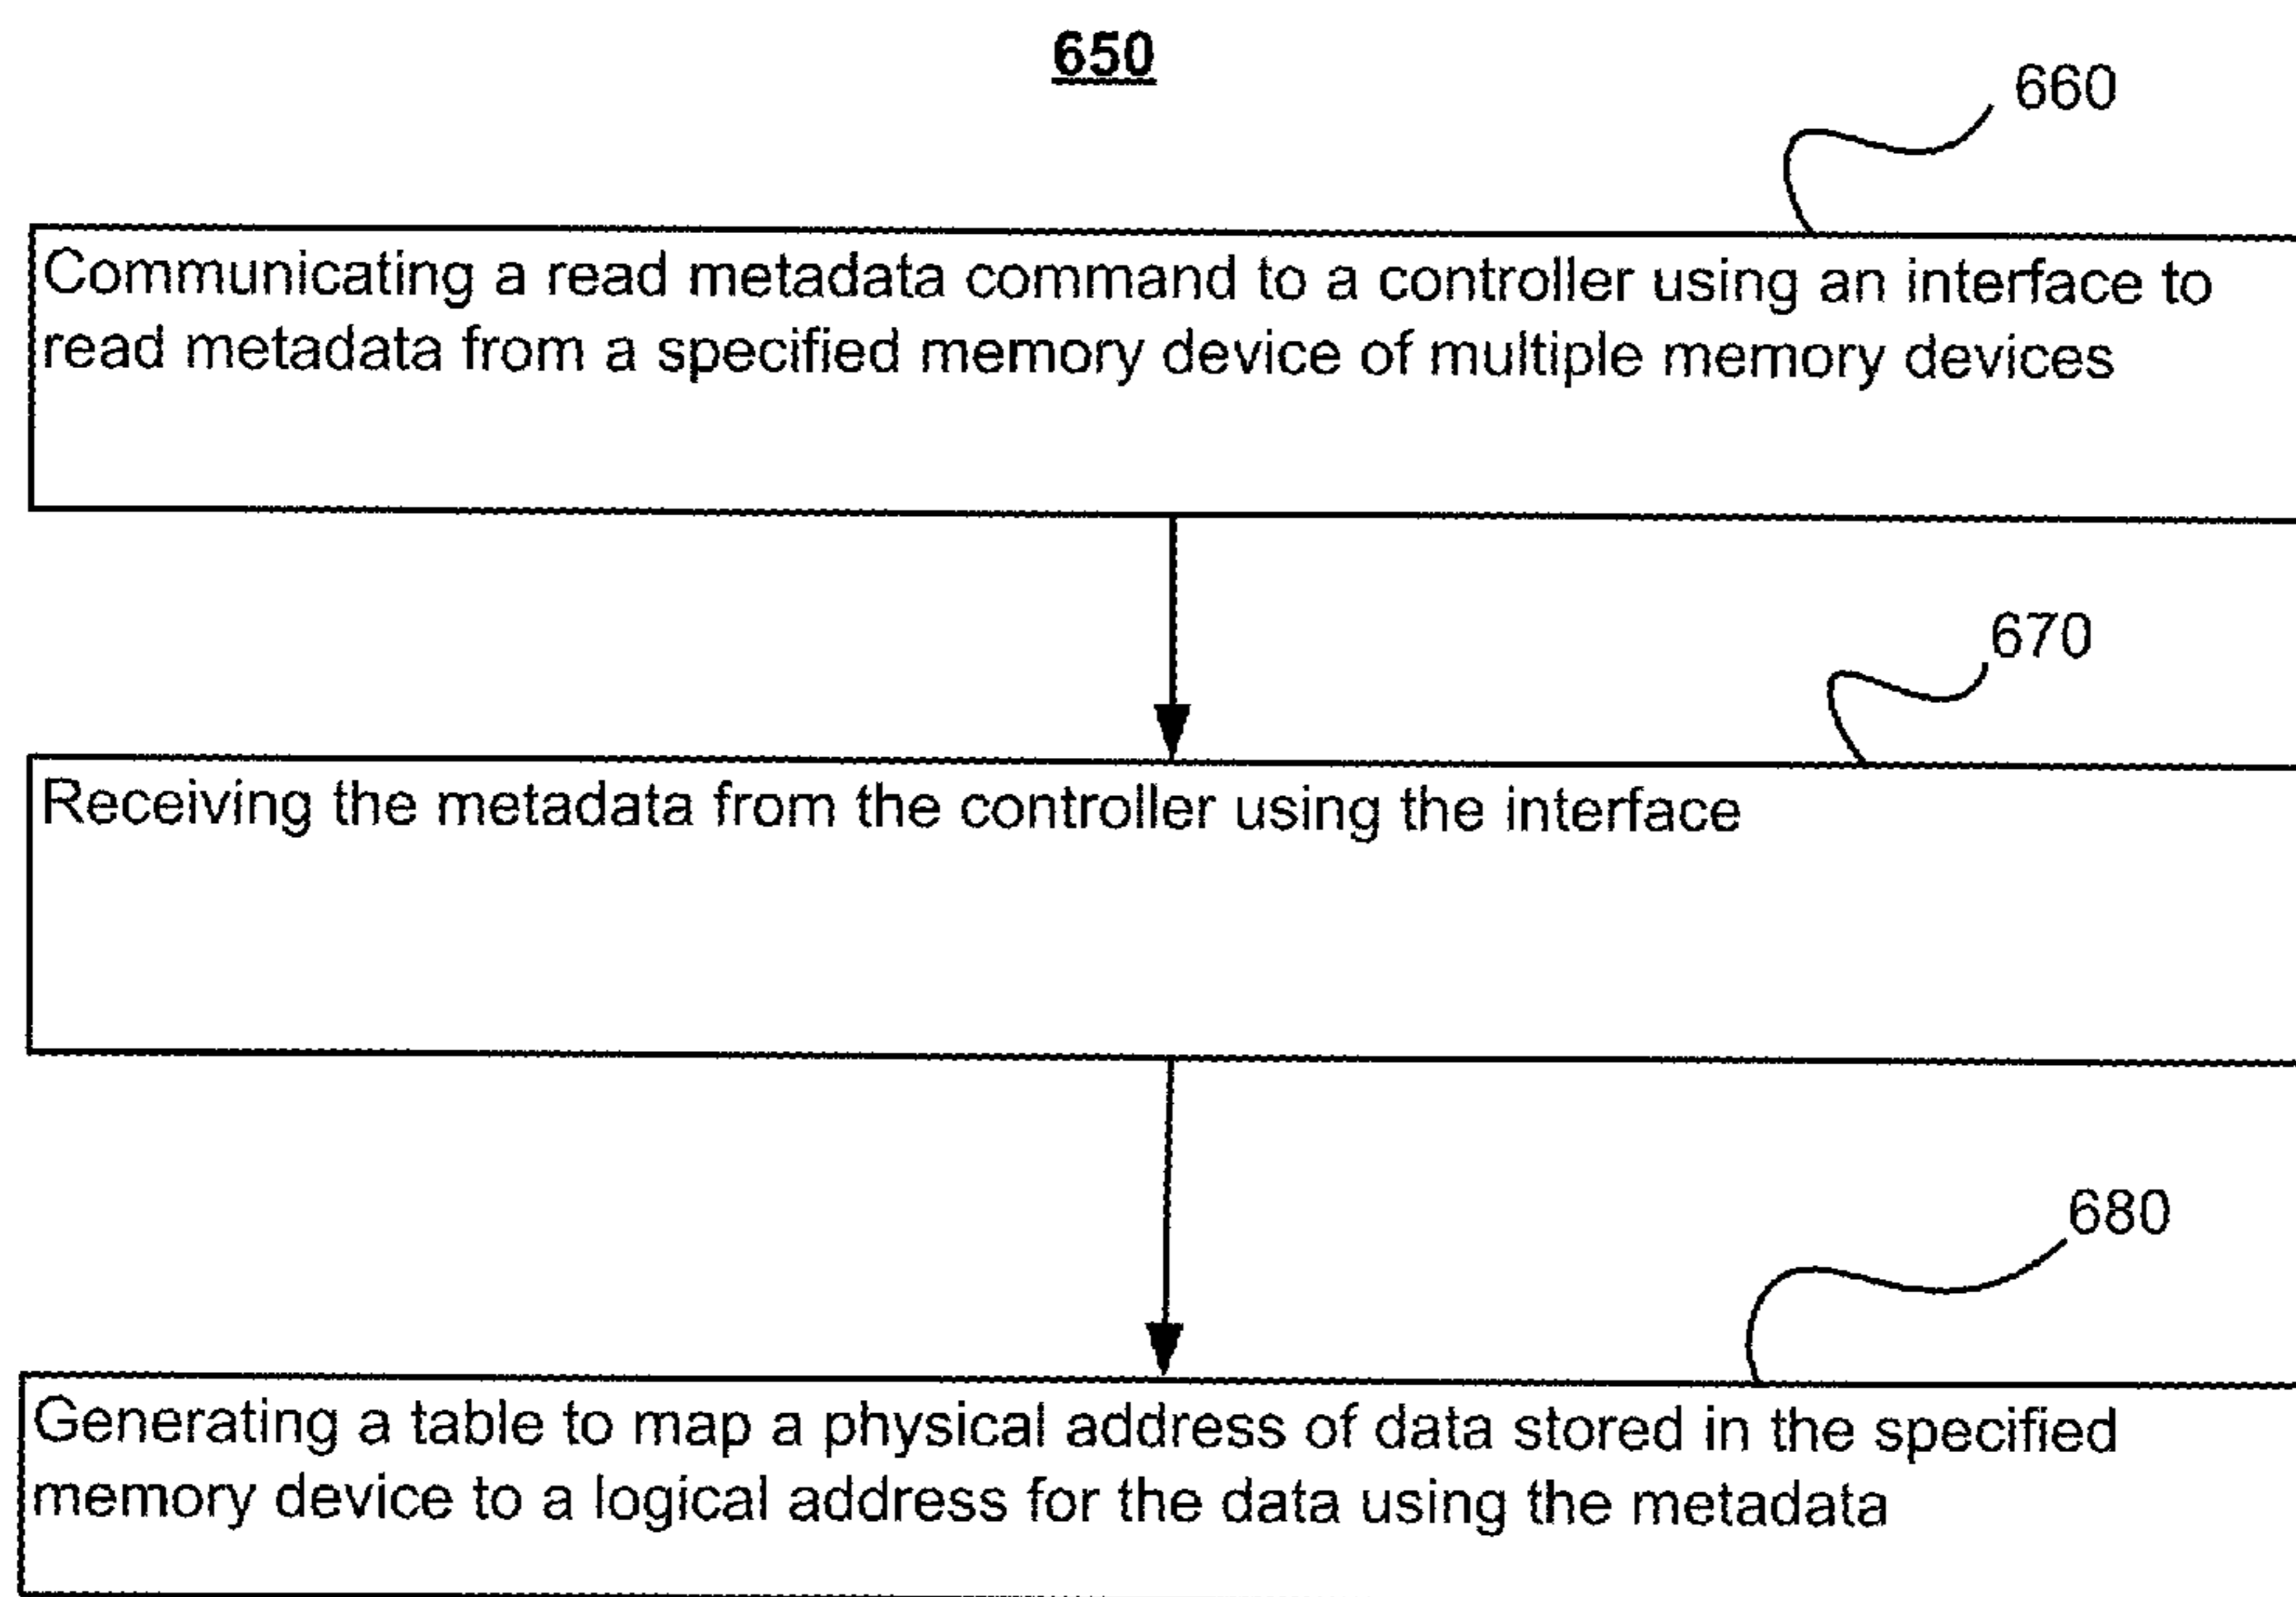 650
660
Communicating a read metadata command to a controller using an interface to
read metadata from a specified memory device of multiple memory devices
670
Receiving the metadata from the controller using the interface
680
Generating a table to map a physical address of data stored in the specified
memory device to a logical address for the data using the metadata